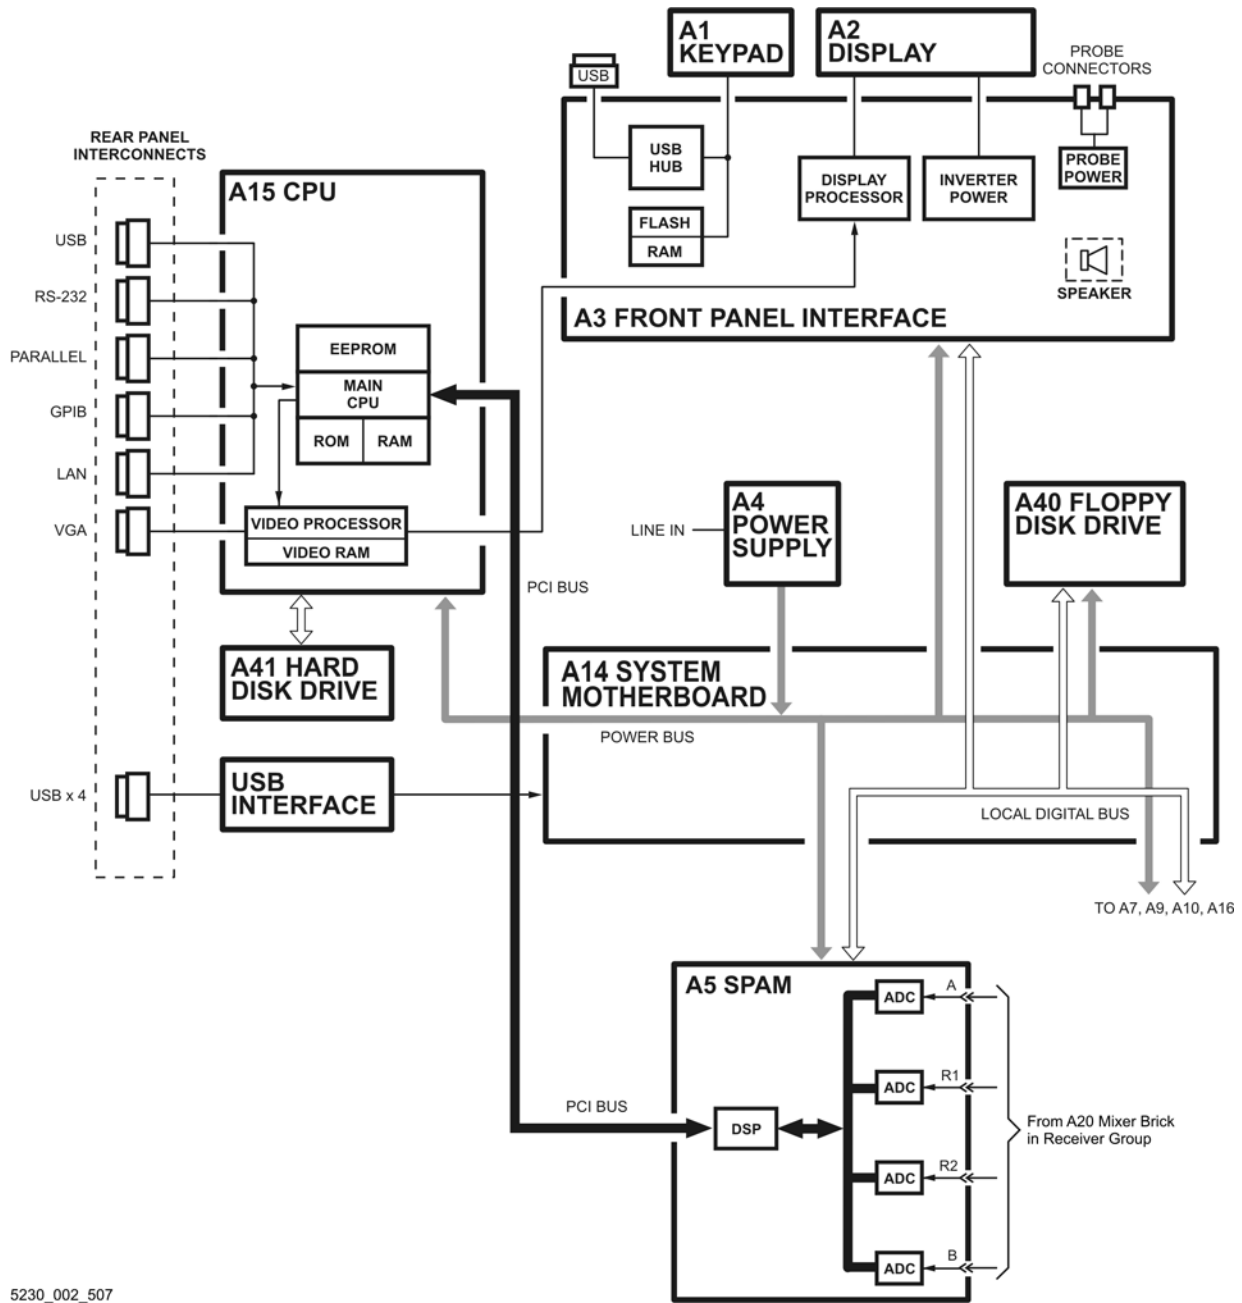 A1
KEYPAD
A2
DISPLAY
PROBE
CONNECTORS
USB
REAR PANEL
INTERCONNECTS
USB
HUB
DISPLAY
PROCESSOR
INVERTER
POWER
PROBE
POWER
FLASH
RAM
SPEAKER
A3 FRONT PANEL INTERFACE
A15 CPU
USB
RS-232
PARALLEL
GPIB
LAN
VGA
EEPROM
MAIN
CPU
ROM
RAM
VIDEO PROCESSOR
VIDEO RAM
PCI BUS
LINE IN
A4
POWER
SUPPLY
A40 FLOPPY
DISK DRIVE
A41 HARD
DISK DRIVE
A14 SYSTEM
MOTHERBOARD
POWER BUS
USB x 4
USB
INTERFACE
LOCAL DIGITAL BUS
TO A7, A9, A10, A16
A5 SPAM
ADC
A
ADC
R1
PCI BUS
DSP
From A20 Mixer Brick
in Receiver Group
ADC
R2
ADC
B
5230_002_507